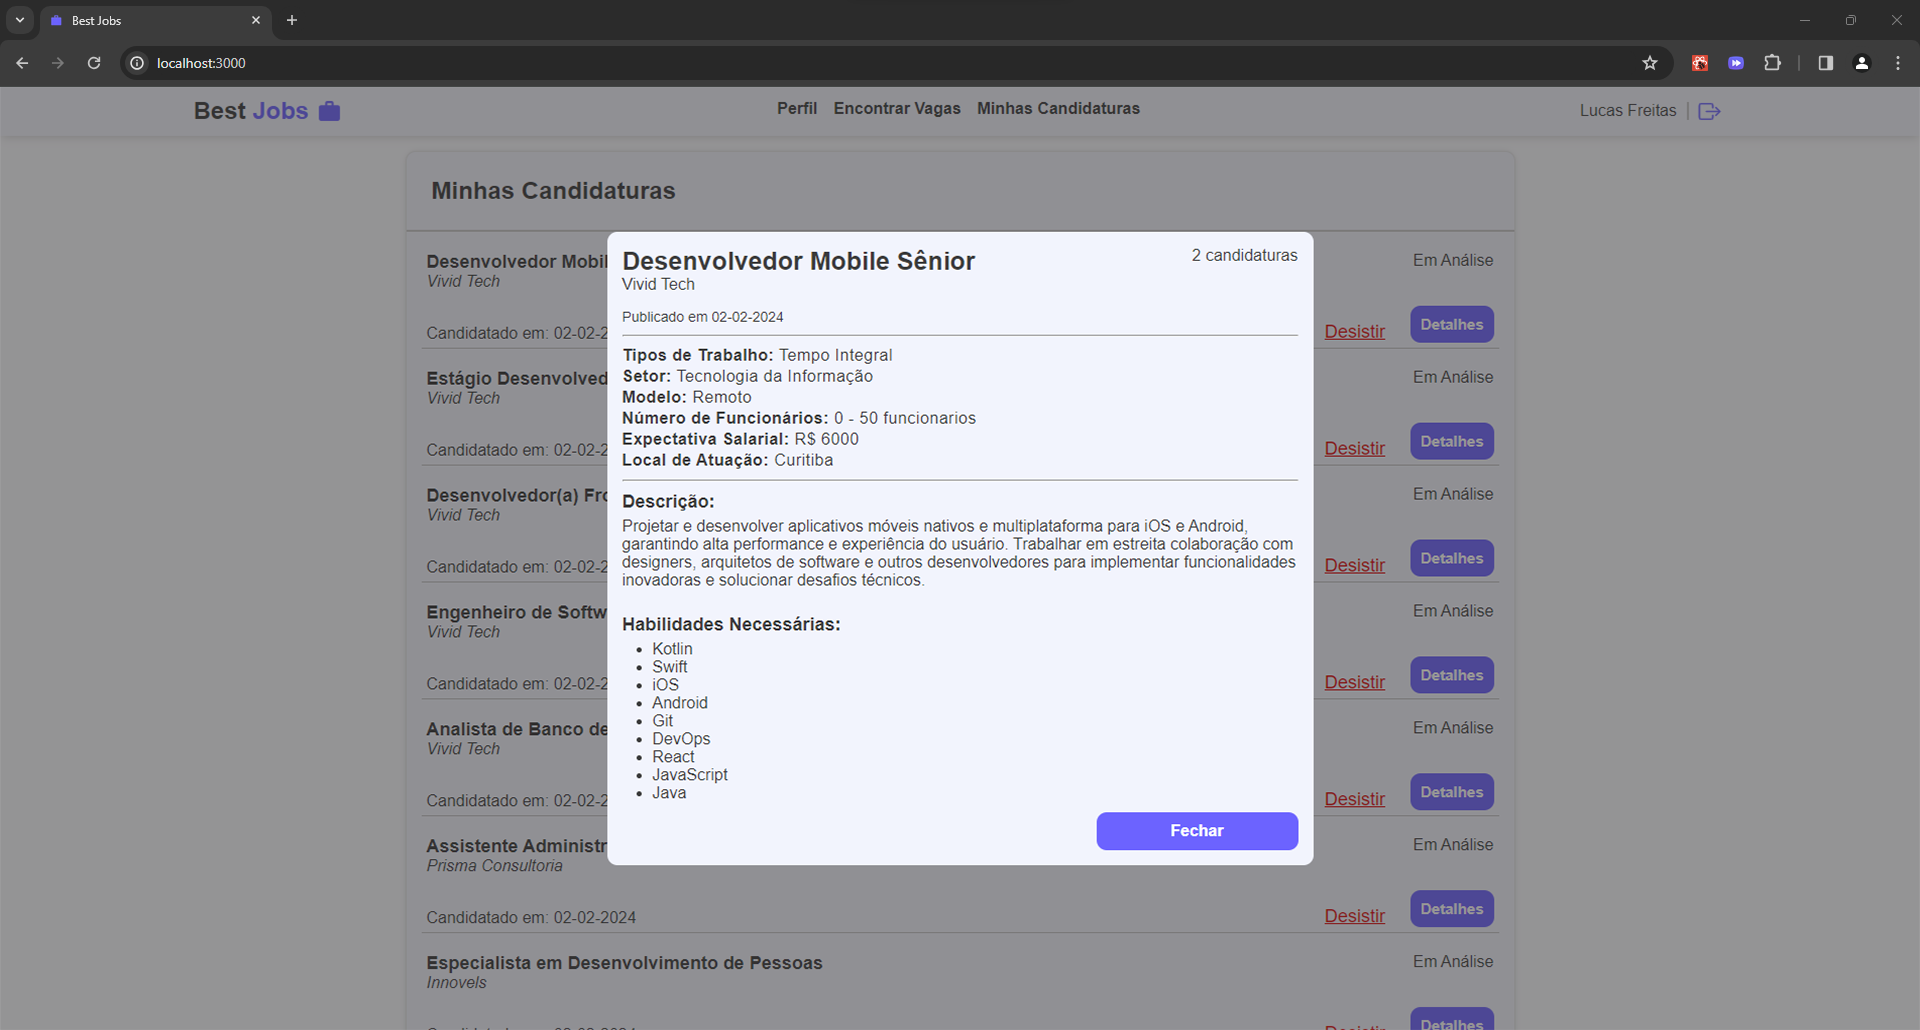 Best Jobs
localhost:3000
Best Jobs
Perfil Encontrar Vagas Minhas Candidaturas
Lucas Freitas
Minhas Candidaturas
Desenvolvedor Mobil
Vivid Tech
Em Análise
Candidatado em: 02-02-2
Desistir
Detalhes
Estágio Desenvolved
Vivid Tech
Em Análise
Candidatado em: 02-02-2
Desistir
Detalhes
Desenvolvedor(a) Fro
Vivid Tech
Em Análise
Candidatado em: 02-02-2
Desistir
Detalhes
Engenheiro de Softw
Vivid Tech
Em Análise
Candidatado em: 02-02-2
Desistir
Detalhes
Analista de Banco de
Vivid Tech
Em Análise
Candidatado em: 02-02-2
Desistir
Detalhes
Assistente Administr
Prisma Consultoria
Em Análise
Candidatado em: 02-02-2024
Desistir
Detalhes
Especialista em Desenvolvimento de Pessoas
Innovels
Em Análise
Detalhes
Desenvolvedor Mobile Sênior
2 candidaturas
Vivid Tech
Publicado em 02-02-2024
Tipos de Trabalho: Tempo Integral
Setor: Tecnologia da Informação
Modelo: Remoto
Número de Funcionários: 0 - 50 funcionarios
Expectativa Salarial: R$ 6000
Local de Atuação: Curitiba
Descrição:
Projetar e desenvolver aplicativos móveis nativos e multiplataforma para iOS e Android,
garantindo alta performance e experiência do usuário. Trabalhar em estreita colaboração com
designers, arquitetos de software e outros desenvolvedores para implementar funcionalidades
inovadoras e solucionar desafios técnicos.
Habilidades Necessárias:
Kotlin
Swift
iOS
Android
Git
DevOps
React
JavaScript
Java
Fechar